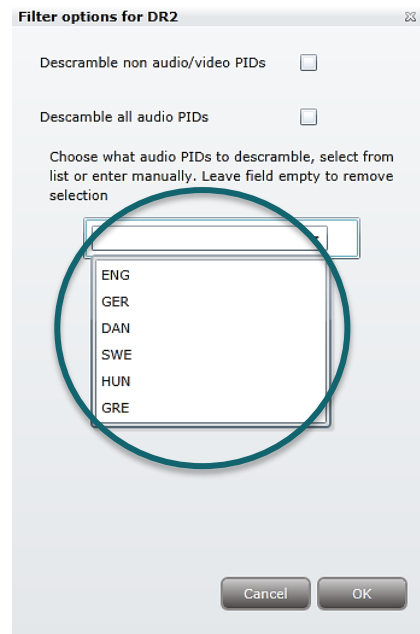 Filter options for DR2
Descramble non audio/video PIDs
Descamble all audio PIDs
Choose what audio PIDs to descramble, select from
list or enter manually. Leave field empty to remove
selection
ENG
GER
DAN
SWE
HUN
GRE
Cancel
OK